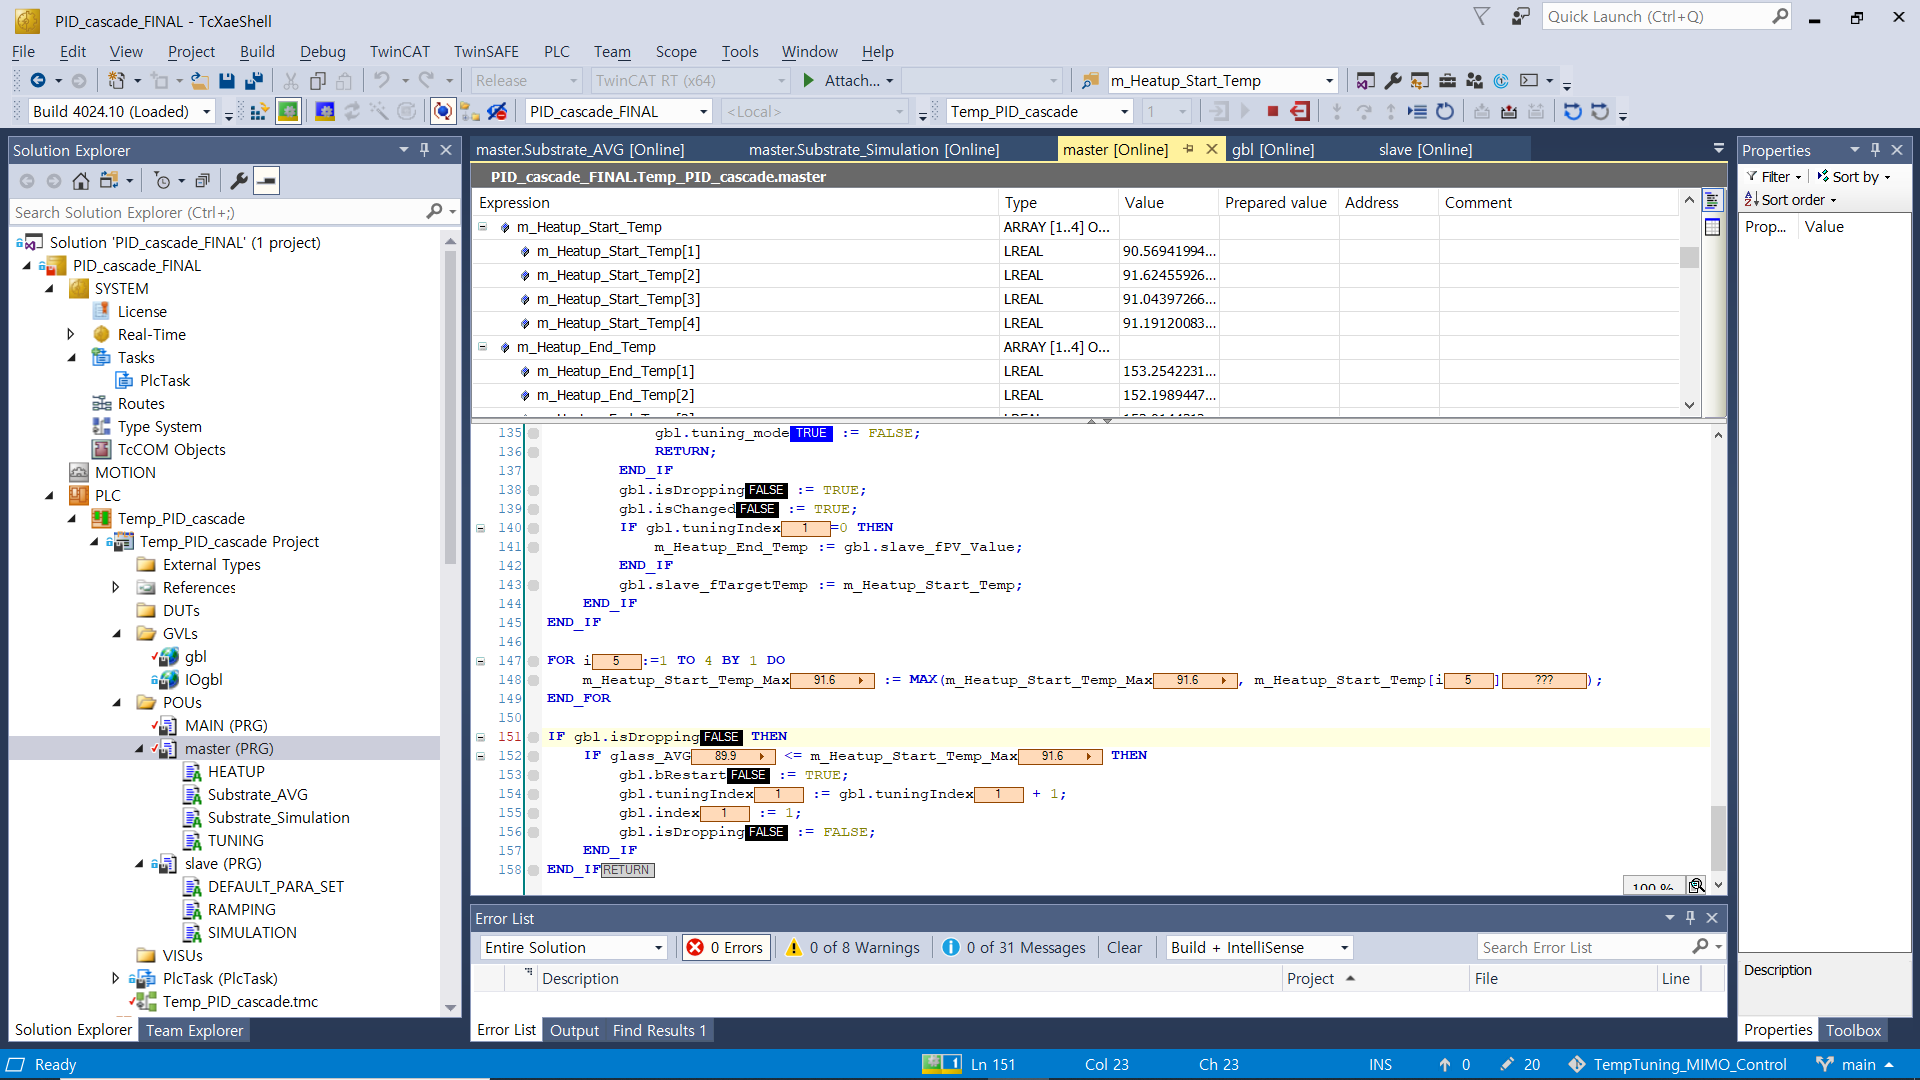 PID_cascade_FINAL - TcXaeShell
Quick Launch (Ctrl+Q)
File Edit View Project Build Debug TwinCAT TwinSAFE PLC Team Scope Tools Window Help
Release TwinCAT RT (x64) Attach... m_Heatup_Start_Temp
Build 4024.10 (Loaded) PID_cascade_FINAL <Local> Temp_PID_cascade 1
Solution Explorer
Search Solution Explorer (Ctrl+;)
Solution 'PID_cascade_FINAL' (1 project)
PID_cascade_FINAL
SYSTEM
License
Real-Time
Tasks
PlcTask
Routes
Type System
TcCOM Objects
MOTION
PLC
Temp_PID_cascade
Temp_PID_cascade Project
External Types
References
DUTs
GVLs
gbl
IOgbl
POUs
MAIN (PRG)
master (PRG)
HEATUP
Substrate_AVG
Substrate_Simulation
TUNING
slave (PRG)
DEFAULT_PARA_SET
RAMPING
SIMULATION
VISUs
PlcTask (PlcTask)
Temp_PID_cascade.tmc
Solution Explorer Team Explorer
master.Substrate_AVG [Online] master.Substrate_Simulation [Online] master [Online] gbl [Online] slave [Online]
PID_cascade_FINAL.Temp_PID_cascade.master
Expression Type Value Prepared value Address Comment
m_Heatup_Start_Temp ARRAY [1..4] O...
m_Heatup_Start_Temp[1] LREAL 90.56941994...
m_Heatup_Start_Temp[2] LREAL 91.62455926...
m_Heatup_Start_Temp[3] LREAL 91.04397266...
m_Heatup_Start_Temp[4] LREAL 91.19120083...
m_Heatup_End_Temp ARRAY [1..4] O...
m_Heatup_End_Temp[1] LREAL 153.2542231...
m_Heatup_End_Temp[2] LREAL 152.1989447...
135 gbl.tuning_mode TRUE := FALSE;
136 RETURN;
137 END_IF
138 gbl.isDropping FALSE := TRUE;
139 gbl.isChanged FALSE := TRUE;
140 IF gbl.tuningIndex 1 =0 THEN
141 m_Heatup_End_Temp := gbl.slave_fPV_Value;
142 END_IF
143 gbl.slave_fTargetTemp := m_Heatup_Start_Temp;
144 END_IF
145 END_IF
146
147 FOR i 5 :=1 TO 4 BY 1 DO
148 m_Heatup_Start_Temp_Max 91.6 := MAX(m_Heatup_Start_Temp_Max 91.6 , m_Heatup_Start_Temp[i 5 ] ??? );
149 END_FOR
150
151 IF gbl.isDropping FALSE THEN
152 IF glass_AVG 89.9 <= m_Heatup_Start_Temp_Max 91.6 THEN
153 gbl.bRestart FALSE := TRUE;
154 gbl.tuningIndex 1 := gbl.tuningIndex 1 + 1;
155 gbl.index 1 := 1;
156 gbl.isDropping FALSE := FALSE;
157 END_IF
158 END_IF RETURN
100 %
Error List
Entire Solution 0 Errors 0 of 8 Warnings 0 of 31 Messages Clear Build + IntelliSense Search Error List
Description Project File Line
Error List Output Find Results 1
Properties
Filter Sort by
Sort order
Prop... Value
Description
Properties Toolbox
Ready 1 Ln 151 Col 23 Ch 23 INS 0 20 TempTuning_MIMO_Control main